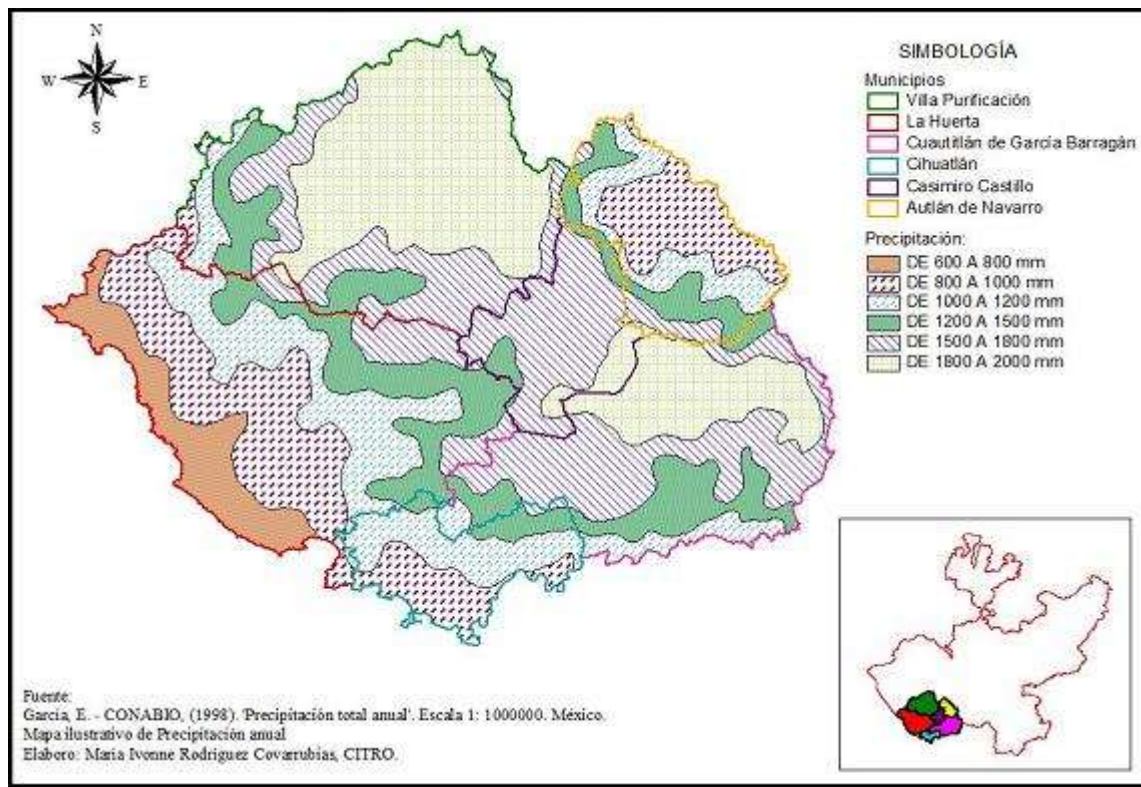 N
W E
S
SIMBOLOGÍA
Municipios
Villa Purificación
La Huerta
Cuautitlán de García Barragán
Cihuatlán
Casimiro Castillo
Autlán de Navarro
Precipitación:
DE 600 A 800 mm
DE 800 A 1000 mm
DE 1000 A 1200 mm
DE 1200 A 1500 mm
DE 1500 A 1800 mm
DE 1800 A 2000 mm
Fuente:
García, E. - CONABIO, (1998). 'Precipitación total anual'. Escala 1: 1000000. México.
Mapa ilustrativo de Precipitación anual
Elaboro: Maria Ivonne Rodriguez Covarrubias, CITRO.